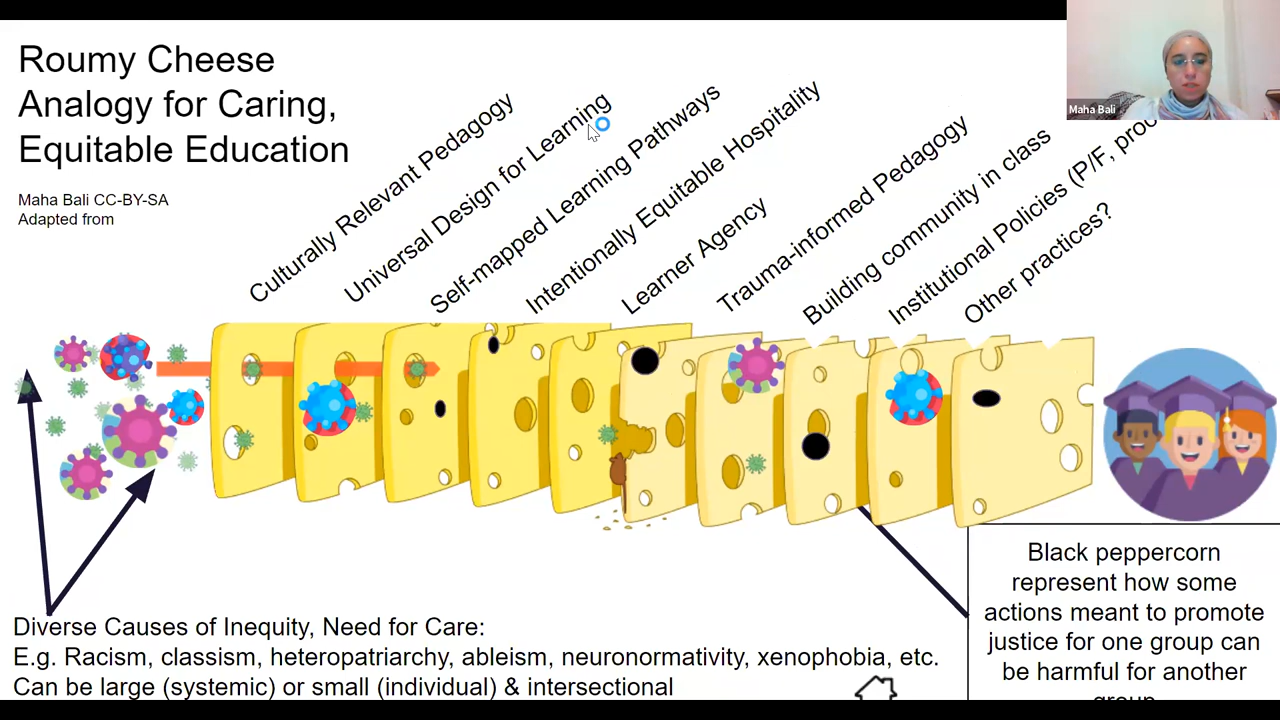 Roumy Cheese
Analogy for Caring,
Equitable Education
Maha Bali CC-BY-SA
Adapted from
Maha Bali
Culturally Relevant Pedagogy
Universal Design for Learning
Self-mapped Learning Pathways
Intentionally Equitable Hospitality
Learner Agency
Trauma-informed Pedagogy
Building community in class
Institutional Policies (P/F,
Other practices?
Diverse Causes of Inequity, Need for Care:
E.g. Racism, classism, heteropatriarchy, ableism, neuronormativity, xenophobia, etc.
Can be large (systemic) or small (individual) & intersectional
Black peppercorn
represent how some
actions meant to promote
justice for one group can
be harmful for another